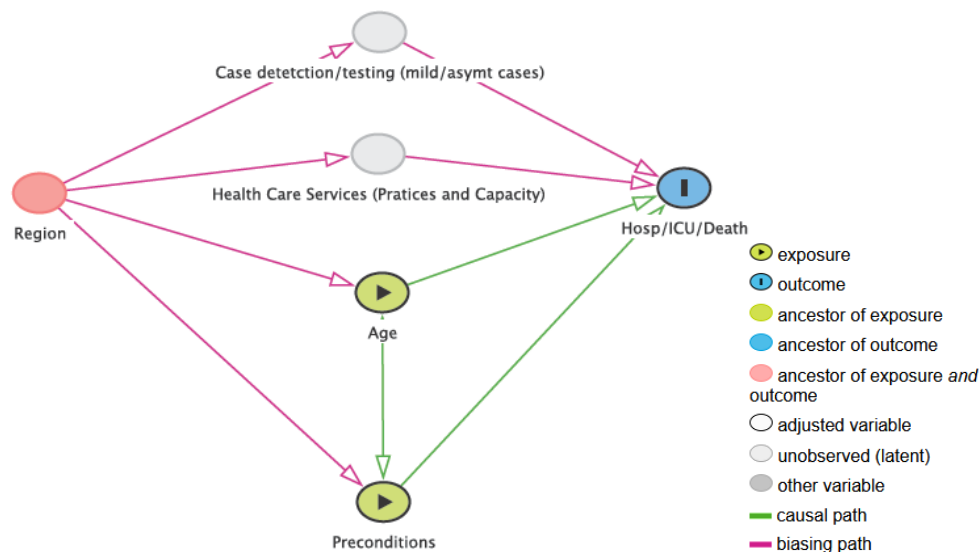 Case detetction/testing (mild/asymt cases)
Health Care Services (Pratices and Capacity)
Region
Hosp/ICU/Death
Age
Preconditions
exposure
outcome
ancestor of exposure
ancestor of outcome
ancestor of exposure and
outcome
adjusted variable
unobserved (latent)
other variable
causal path
biasing path